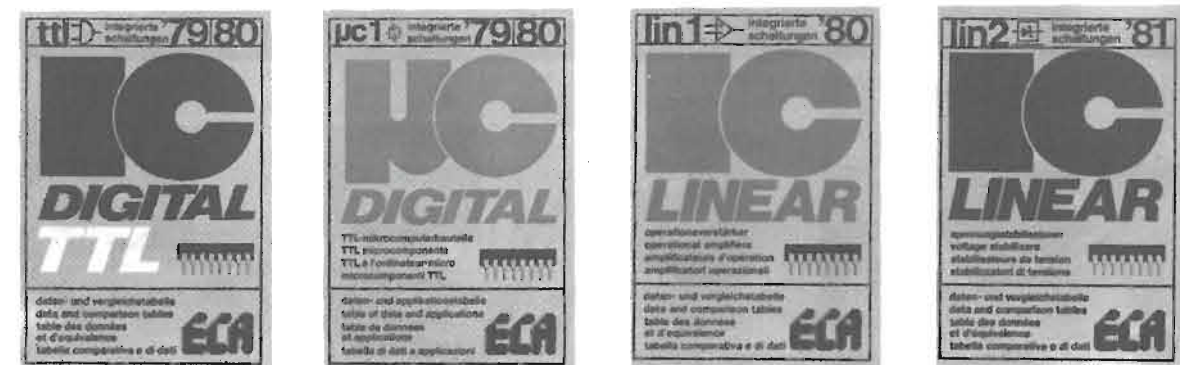 ttl integrierte schaltungen '79|80
IC
DIGITAL
TTL
daten- und vergleichstabelle
data and comparison tables
table des données
et d'equivalence
tabella comparativa e di dati
ECA
µc1 integrierte schaltungen '79|80
µC
DIGITAL
TTL-mikrocomputerbauteile
TTL microcomponents
TTL à l'ordinateur-micro
microcomponenti TTL
daten- und applikationstabelle
table of data and applications
table de données
et applications
tabella di dati e applicazioni
ECA
lin1 integrierte schaltungen '80
IC
LINEAR
operationsverstärker
operational amplifiers
amplificateurs d'operation
amplificatori operazionali
daten- und vergleichstabelle
data and comparison tables
table des données
et d'equivalence
tabella comparativa e di dati
ECA
lin2 integrierte schaltungen '81
IC
LINEAR
spannungsstabilisatoren
voltage stabilizers
stabilisateurs de tension
stabilizzatori di tensione
daten- und vergleichstabelle
data and comparison tables
table des données
et d'équivalence
tabella comparativa e di dati
ECA